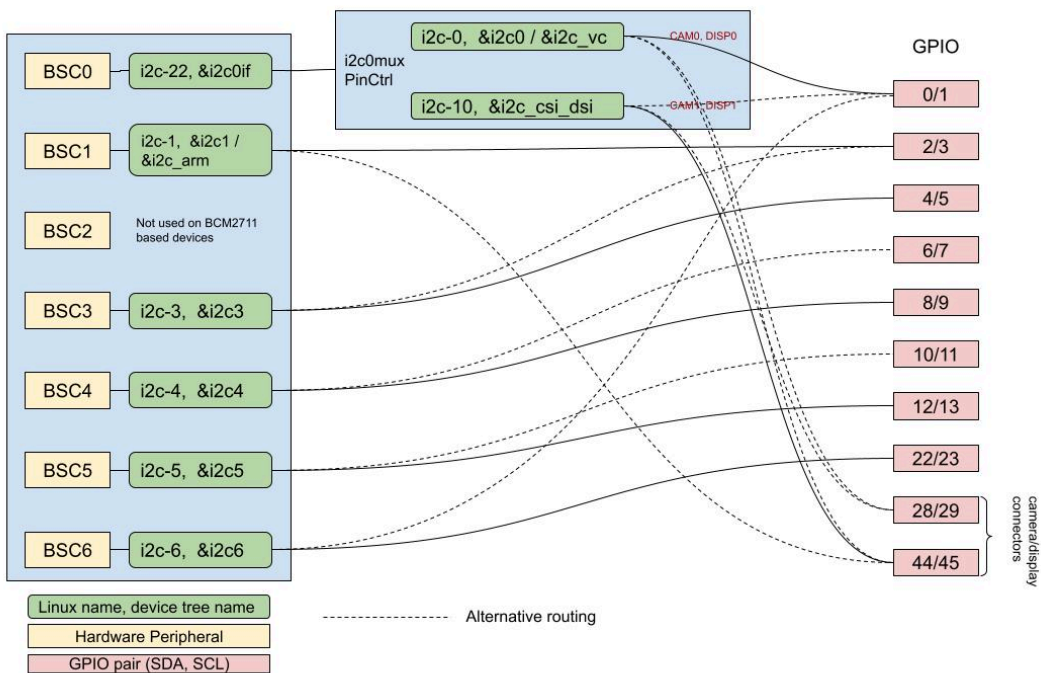 i2c0mux
PinCtrl
i2c-0, &i2c0 / &i2c_vc
CAM0, DISP0
i2c-10, &i2c_csi_dsi
CAM1, DISP1
GPIO
BSC0
i2c-22, &i2c0if
BSC1
i2c-1, &i2c1 /
&i2c_arm
BSC2
Not used on BCM2711
based devices
BSC3
i2c-3, &i2c3
BSC4
i2c-4, &i2c4
BSC5
i2c-5, &i2c5
BSC6
i2c-6, &i2c6
0/1
2/3
4/5
6/7
8/9
10/11
12/13
22/23
28/29
44/45
camera/display
connectors
Linux name, device tree name
Hardware Peripheral
GPIO pair (SDA, SCL)
Alternative routing